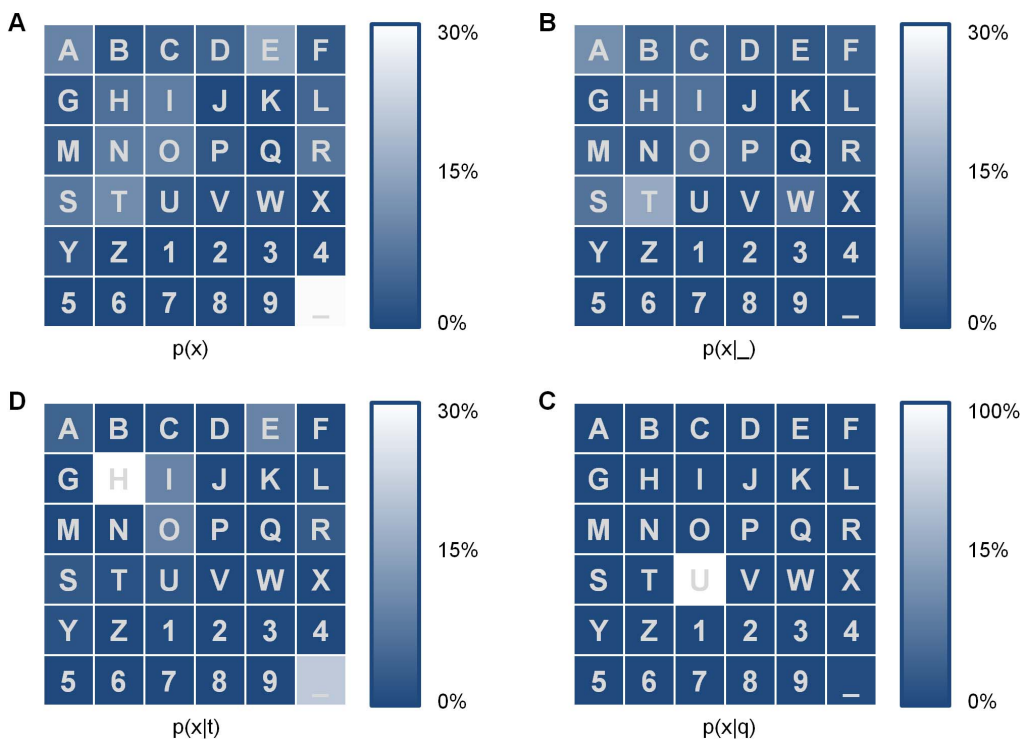 A
A B C D E F
G H I J K L
M N O P Q R
S T U V W X
Y Z 1 2 3 4
5 6 7 8 9 _
30%
15%
0%
p(x)
B
A B C D E F
G H I J K L
M N O P Q R
S T U V W X
Y Z 1 2 3 4
5 6 7 8 9 _
30%
15%
0%
p(x|_)
D
A B C D E F
G H I J K L
M N O P Q R
S T U V W X
Y Z 1 2 3 4
5 6 7 8 9 _
30%
15%
0%
p(x|t)
C
A B C D E F
G H I J K L
M N O P Q R
S T U V W X
Y Z 1 2 3 4
5 6 7 8 9 _
100%
15%
0%
p(x|q)